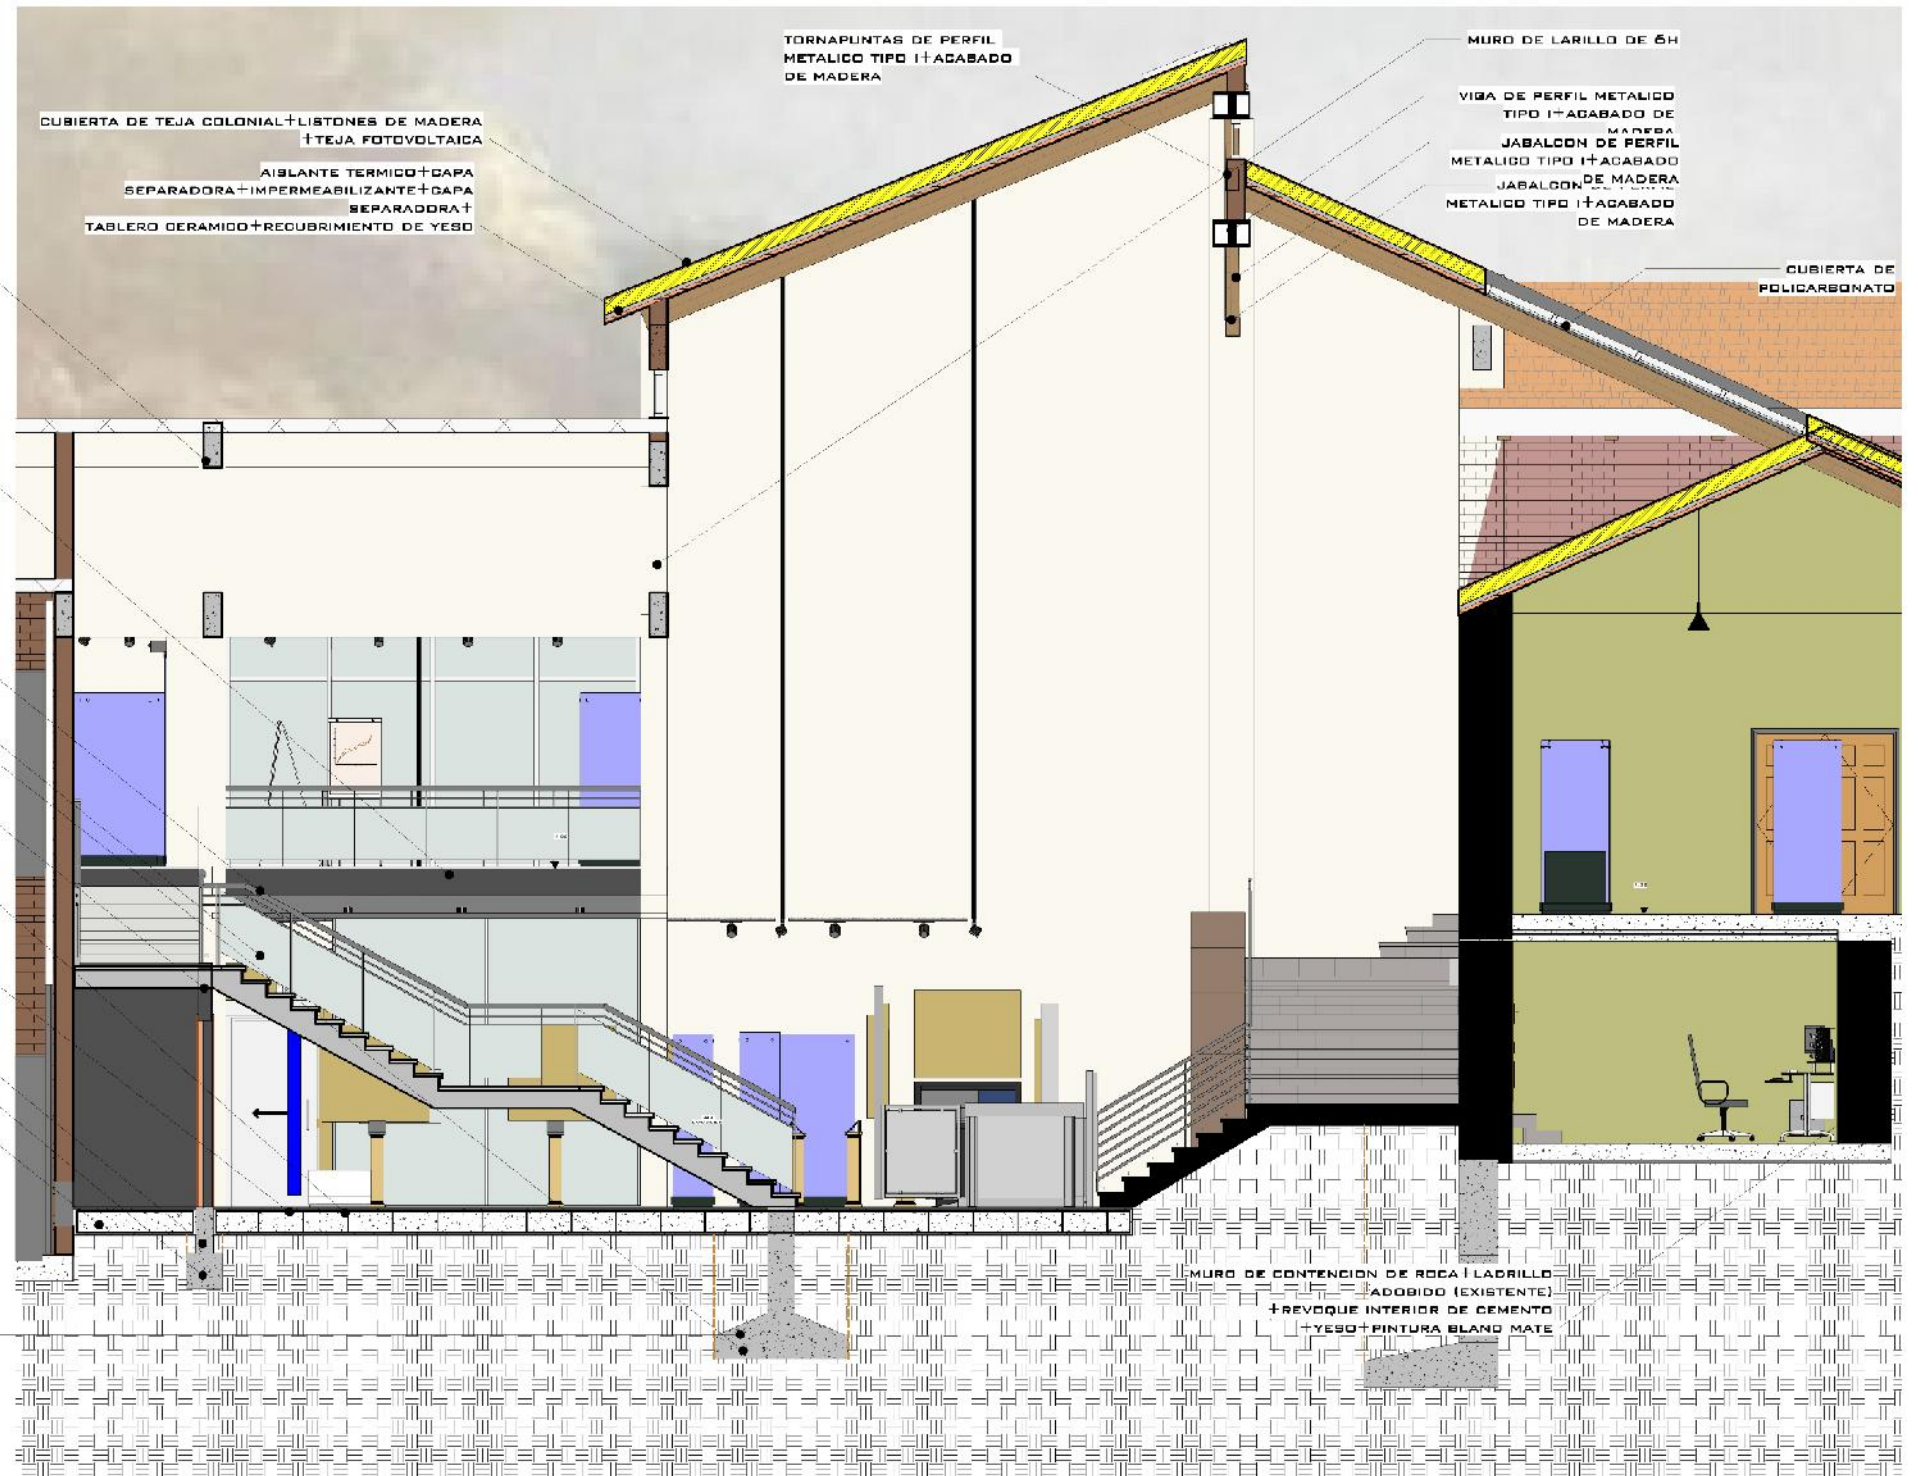 TORNAPUNTAS DE PERFIL
METALICO TIPO I+ACABADO
DE MADERA
MURO DE LARILLO DE 6H
VIGA DE PERFIL METALICO
TIPO I+ACABADO DE
MADERA
JABALCON DE PERFIL
METALICO TIPO I+ACABADO
DE MADERA
JABALCON DE PERFIL
METALICO TIPO I+ACABADO
DE MADERA
CUBIERTA DE TEJA COLONIAL+LISTONES DE MADERA
+TEJA FOTOVOLTAICA
AISLANTE TERMICO+CAPA
SEPARADORA+IMPERMEABILIZANTE+CAPA
SEPARADORA+
TABLERO CERAMICO+RECUBRIMIENTO DE YESO
CUBIERTA DE
POLICARBONATO
MURO DE CONTENCION DE ROCA+LADRILLO
ADOBIDO (EXISTENTE)
+REVOQUE INTERIOR DE CEMENTO
+YESO+PINTURA BLANO MATE